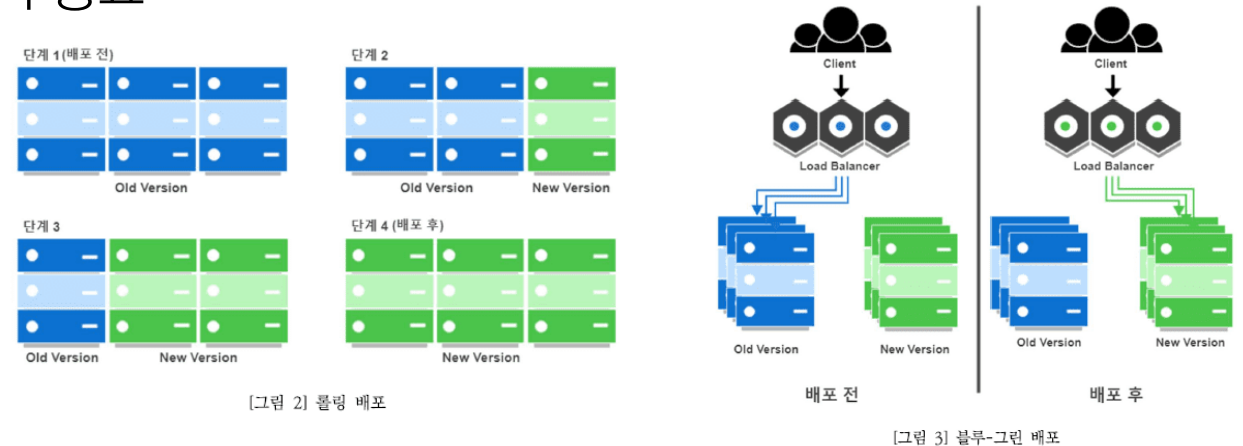 단계 1(배포 전)
Old Version
단계 2
Old Version New Version
단계 3
Old Version New Version
단계 4 (배포 후)
New Version
[그림 2] 롤링 배포
Client
Load Balancer
Old Version New Version
배포 전
Client
Load Balancer
Old Version New Version
배포 후
[그림 3] 블루-그린 배포